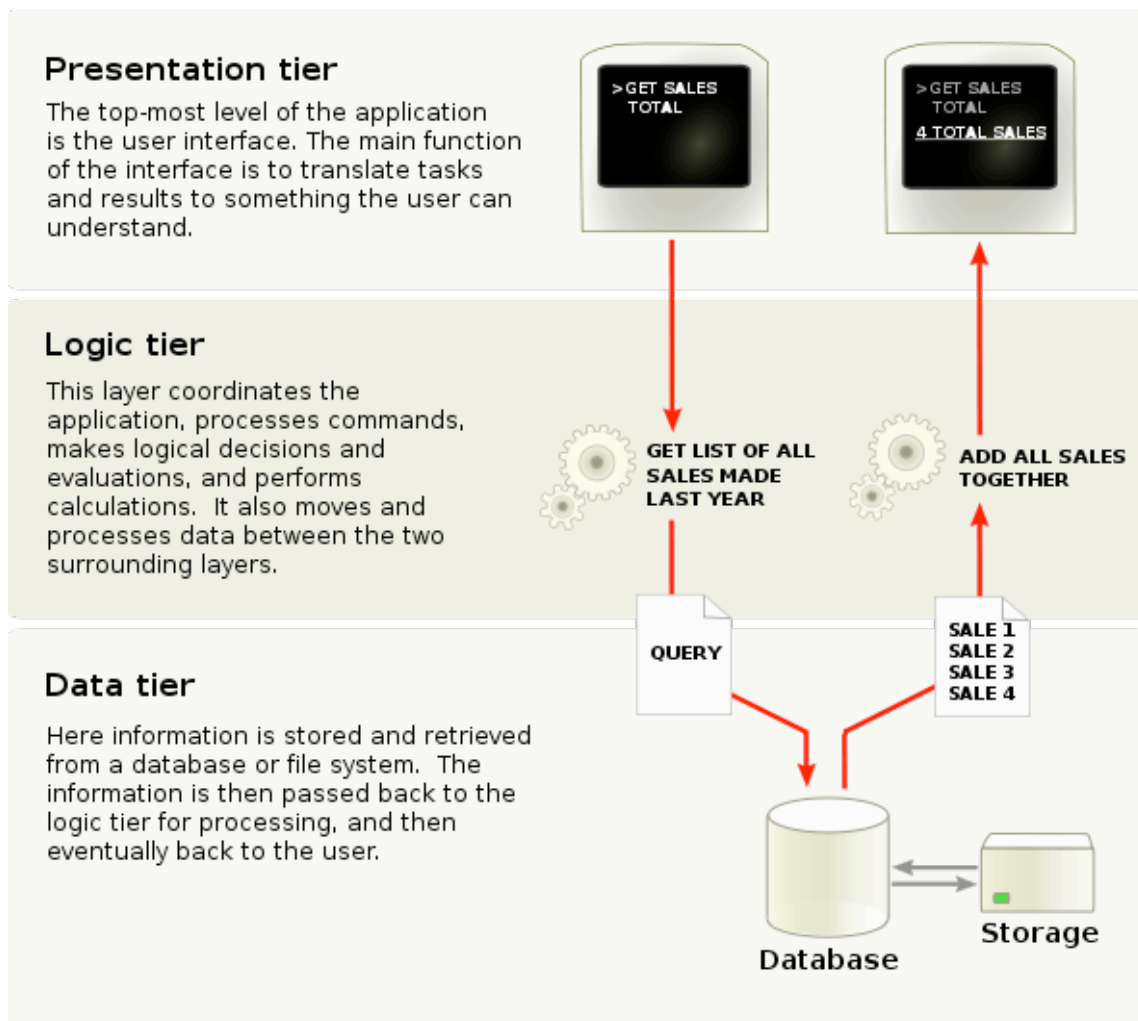 Presentation tier
The top-most level of the application
is the user interface. The main function
of the interface is to translate tasks
and results to something the user can
understand.
>GET SALES
TOTAL
>GET SALES
TOTAL
4 TOTAL SALES
Logic tier
This layer coordinates the
application, processes commands,
makes logical decisions and
evaluations, and performs
calculations.  It also moves and
processes data between the two
surrounding layers.
GET LIST OF ALL
SALES MADE
LAST YEAR
ADD ALL SALES
TOGETHER
QUERY
SALE 1
SALE 2
SALE 3
SALE 4
Data tier
Here information is stored and retrieved
from a database or file system.  The
information is then passed back to the
logic tier for processing, and then
eventually back to the user.
Database
Storage